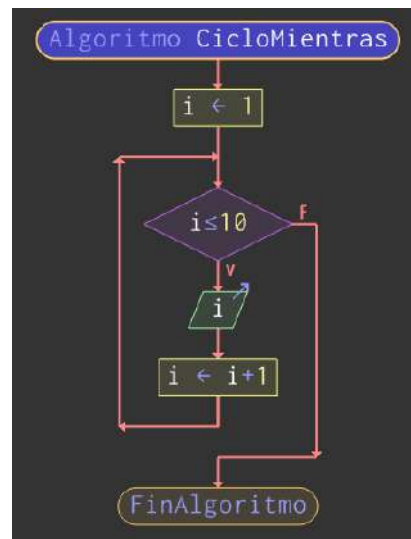 Algoritmo CicloMientras
i ← 1
i≤10
F
V
i
i ← i+1
FinAlgoritmo